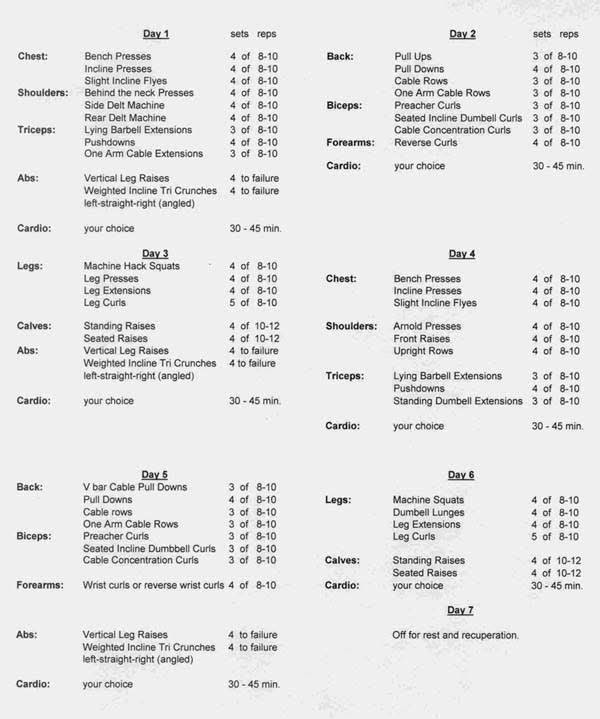 Day 1 sets reps
Chest: Bench Presses 4 of 8-10
Incline Presses 4 of 8-10
Slight Incline Flyes 4 of 8-10
Shoulders: Behind the neck Presses 4 of 8-10
Side Delt Machine 4 of 8-10
Rear Delt Machine 4 of 8-10
Triceps: Lying Barbell Extensions 3 of 8-10
Pushdowns 4 of 8-10
One Arm Cable Extensions 3 of 8-10
Abs: Vertical Leg Raises 4 to failure
Weighted Incline Tri Crunches 4 to failure
left-straight-right (angled)
Cardio: your choice 30 - 45 min.
Day 2 sets reps
Back: Pull Ups 3 of 8-10
Pull Downs 4 of 8-10
Cable Rows 3 of 8-10
One Arm Cable Rows 3 of 8-10
Biceps: Preacher Curls 3 of 8-10
Seated Incline Dumbell Curls 3 of 8-10
Cable Concentration Curls 3 of 8-10
Forearms: Reverse Curls 4 of 8-10
Cardio: your choice 30 - 45 min.
Day 3
Legs: Machine Hack Squats 4 of 8-10
Leg Presses 4 of 8-10
Leg Extensions 4 of 8-10
Leg Curls 5 of 8-10
Calves: Standing Raises 4 of 10-12
Seated Raises 4 of 10-12
Abs: Vertical Leg Raises 4 to failure
Weighted Incline Tri Crunches 4 to failure
left-straight-right (angled)
Cardio: your choice 30 - 45 min.
Day 4
Chest: Bench Presses 4 of 8-10
Incline Presses 4 of 8-10
Slight Incline Flyes 4 of 8-10
Shoulders: Arnold Presses 4 of 8-10
Front Raises 4 of 8-10
Upright Rows 4 of 8-10
Triceps: Lying Barbell Extensions 3 of 8-10
Pushdowns 4 of 8-10
Standing Dumbell Extensions 3 of 8-10
Cardio: your choice 30 - 45 min.
Day 5
Back: V bar Cable Pull Downs 3 of 8-10
Pull Downs 4 of 8-10
Cable rows 3 of 8-10
One Arm Cable Rows 3 of 8-10
Biceps: Preacher Curls 3 of 8-10
Seated Incline Dumbbell Curls 3 of 8-10
Cable Concentration Curls 3 of 8-10
Forearms: Wrist curls or reverse wrist curls 4 of 8-10
Abs: Vertical Leg Raises 4 to failure
Weighted Incline Tri Crunches 4 to failure
left-straight-right (angled)
Cardio: your choice 30 - 45 min.
Day 6
Legs: Machine Squats 4 of 8-10
Dumbell Lunges 4 of 8-10
Leg Extensions 4 of 8-10
Leg Curls 5 of 8-10
Calves: Standing Raises 4 of 10-12
Seated Raises 4 of 10-12
Cardio: your choice 30 - 45 min.
Day 7
Off for rest and recuperation.